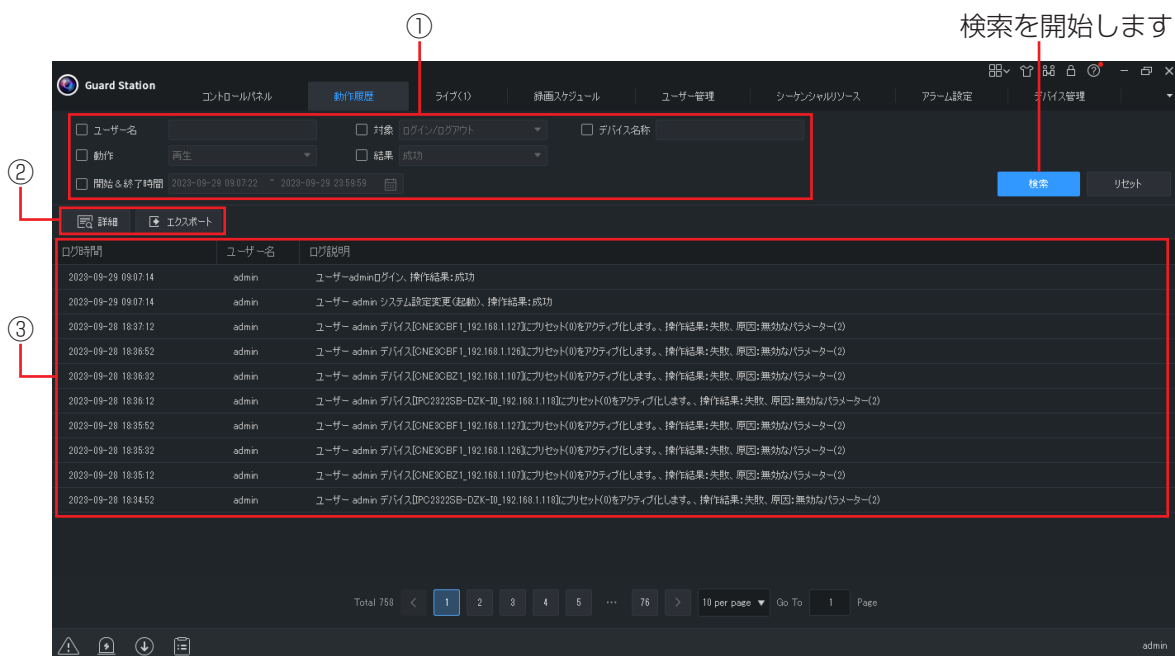 ①
検索を開始します
Guard Station
コントロールパネル 動作履歴 ライブ(1) 録画スケジュール ユーザー管理 シーケンシャルリソース アラーム設定 デバイス管理
ユーザー名 対象 ログイン/ログアウト デバイス名称
動作 再生 結果 成功
②
開始&終了時間 2023-09-29 09:07:22 ~ 2023-09-29 23:59:59 検索 リセット
詳細 エクスポート
ログ時間 ユーザー名 ログ説明
2023-09-29 09:07:14 admin ユーザーadminログイン、操作結果:成功
2023-09-29 09:07:14 admin ユーザー admin システム設定変更(起動)、操作結果:成功
③
2023-09-28 18:37:12 admin ユーザー admin デバイス[CNE3CBF1_192.168.1.127]にプリセット(0)をアクティブ化します。、操作結果:失敗、原因:無効なパラメーター(2)
2023-09-28 18:36:52 admin ユーザー admin デバイス[CNE3CBF1_192.168.1.126]にプリセット(0)をアクティブ化します。、操作結果:失敗、原因:無効なパラメーター(2)
2023-09-28 18:36:32 admin ユーザー admin デバイス[CNE3CBZ1_192.168.1.107]にプリセット(0)をアクティブ化します。、操作結果:失敗、原因:無効なパラメーター(2)
2023-09-28 18:36:12 admin ユーザー admin デバイス[IPC2322SB-DZK-I0_192.168.1.118]にプリセット(0)をアクティブ化します。、操作結果:失敗、原因:無効なパラメーター(2)
2023-09-28 18:35:52 admin ユーザー admin デバイス[CNE3CBF1_192.168.1.127]にプリセット(0)をアクティブ化します。、操作結果:失敗、原因:無効なパラメーター(2)
2023-09-28 18:35:32 admin ユーザー admin デバイス[CNE3CBF1_192.168.1.126]にプリセット(0)をアクティブ化します。、操作結果:失敗、原因:無効なパラメーター(2)
2023-09-28 18:35:12 admin ユーザー admin デバイス[CNE3CBZ1_192.168.1.107]にプリセット(0)をアクティブ化します。、操作結果:失敗、原因:無効なパラメーター(2)
2023-09-28 18:34:52 admin ユーザー admin デバイス[IPC2322SB-DZK-I0_192.168.1.118]にプリセット(0)をアクティブ化します。、操作結果:失敗、原因:無効なパラメーター(2)
Total 758 < 1 2 3 4 5 ··· 76 > 10 per page ▼ Go To 1 Page
admin